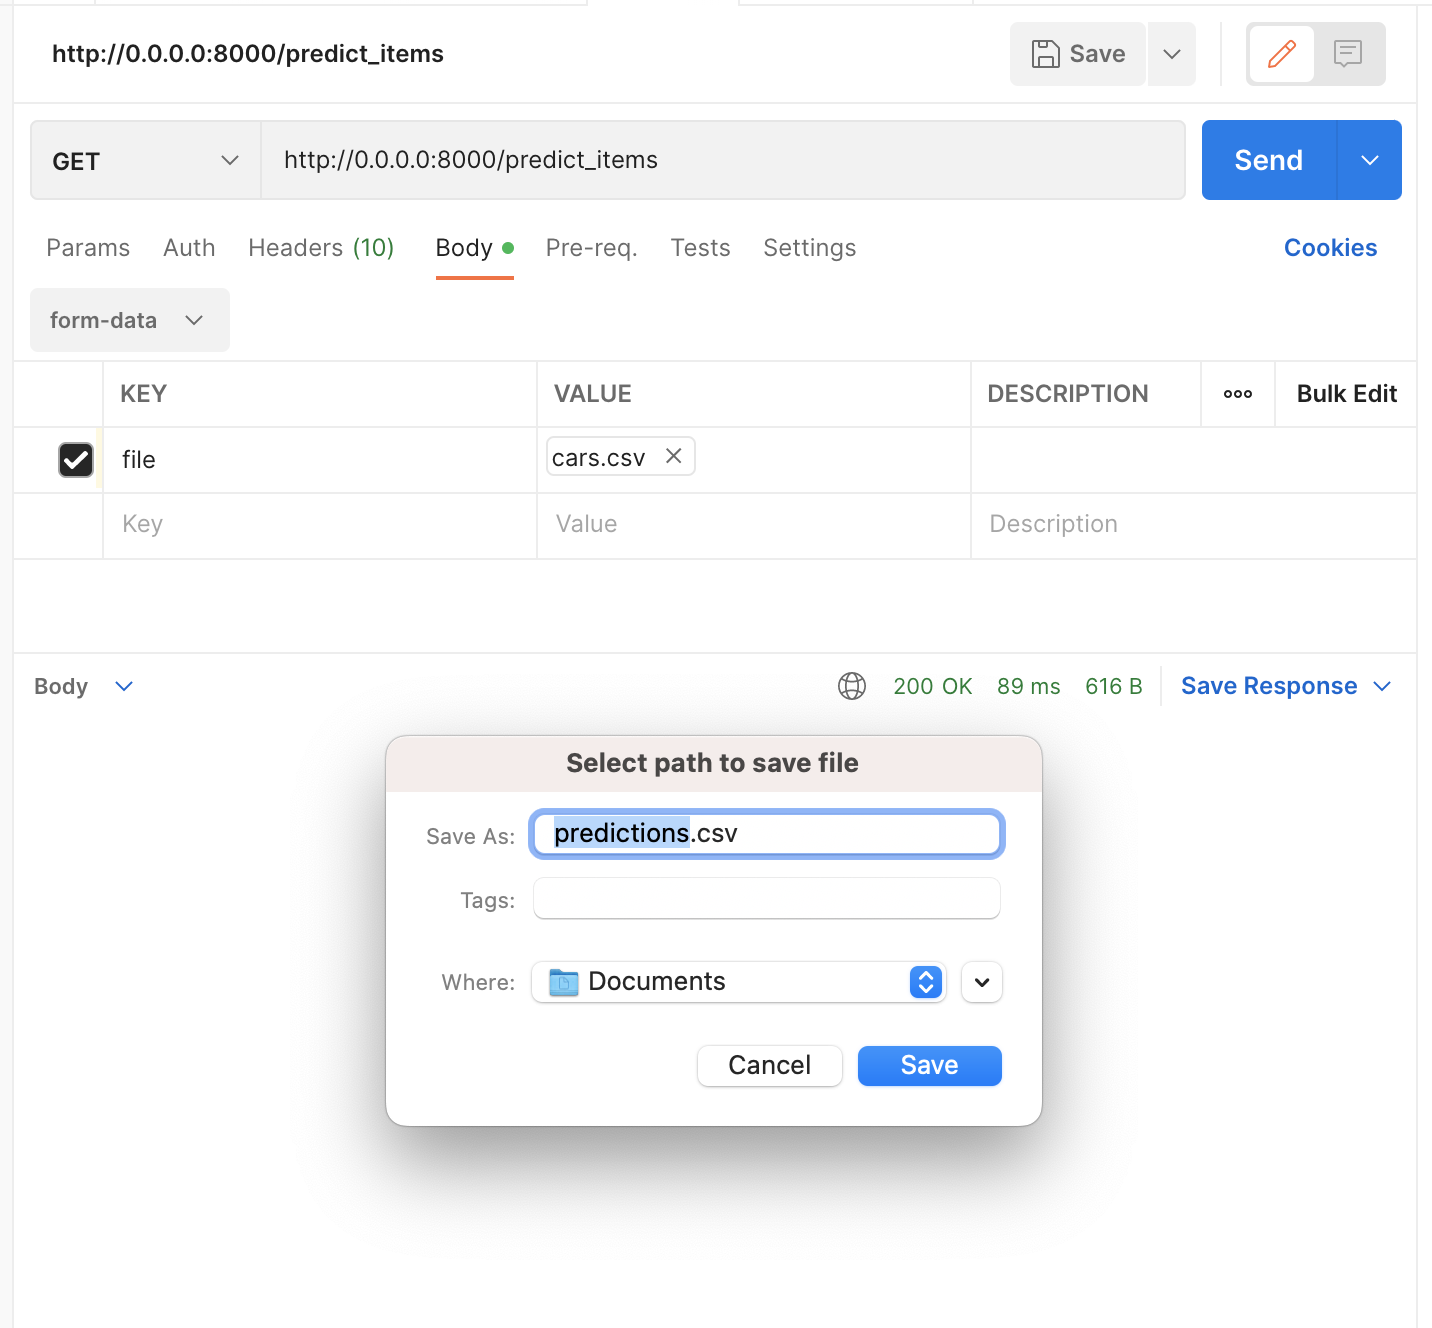 http://0.0.0.0:8000/predict_items
Save
GET
http://0.0.0.0:8000/predict_items
Send
Params Auth Headers (10) Body Pre-req. Tests Settings Cookies
form-data
KEY VALUE DESCRIPTION ooo Bulk Edit
file cars.csv
Key Value Description
Body 200 OK 89 ms 616 B Save Response
Select path to save file
Save As: predictions.csv
Tags:
Where: Documents
Cancel Save